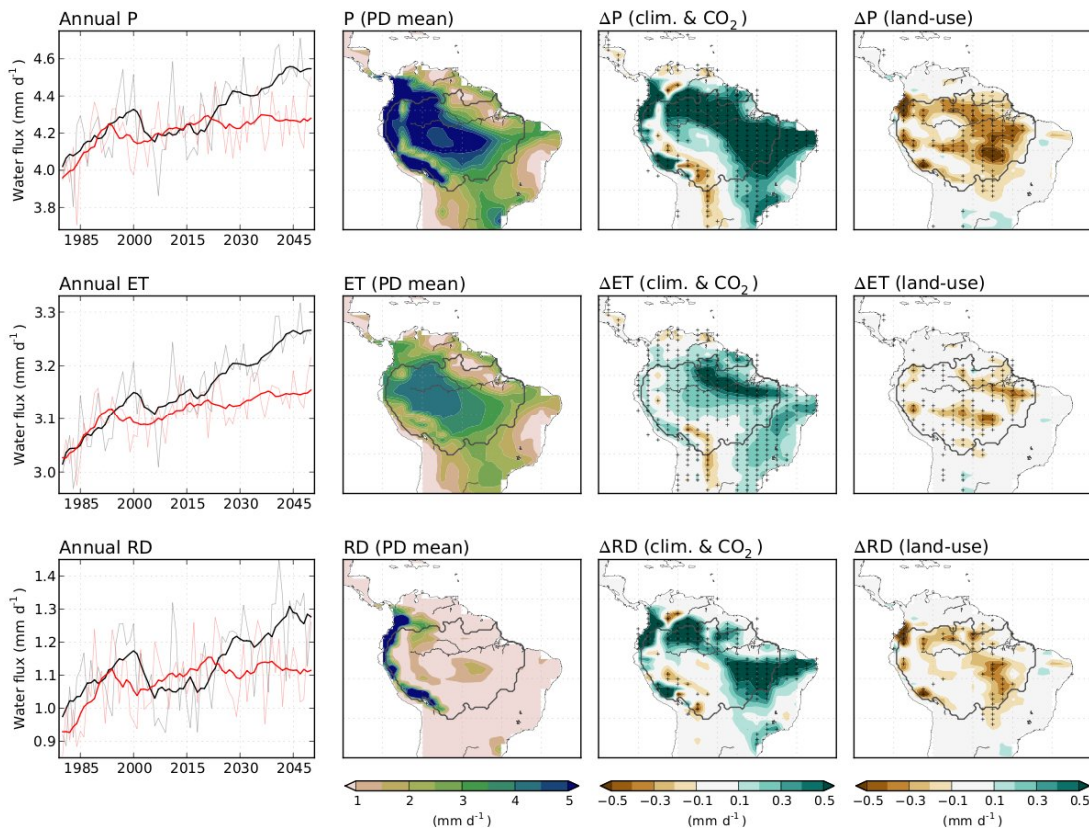 Annual P
P (PD mean)
ΔP (clim. & CO₂)
ΔP (land-use)
Water flux (mm d⁻¹)
4.6
4.4
4.2
4.0
3.8
1985 2000 2015 2030 2045
Annual ET
ET (PD mean)
ΔET (clim. & CO₂)
ΔET (land-use)
Water flux (mm d⁻¹)
3.3
3.2
3.1
3.0
1985 2000 2015 2030 2045
Annual RD
RD (PD mean)
ΔRD (clim. & CO₂)
ΔRD (land-use)
Water flux (mm d⁻¹)
1.4
1.3
1.2
1.1
1.0
0.9
1985 2000 2015 2030 2045
1 2 3 4 5
(mm d⁻¹)
−0.5 −0.3 −0.1 0.1 0.3 0.5
(mm d⁻¹)
−0.5 −0.3 −0.1 0.1 0.3 0.5
(mm d⁻¹)